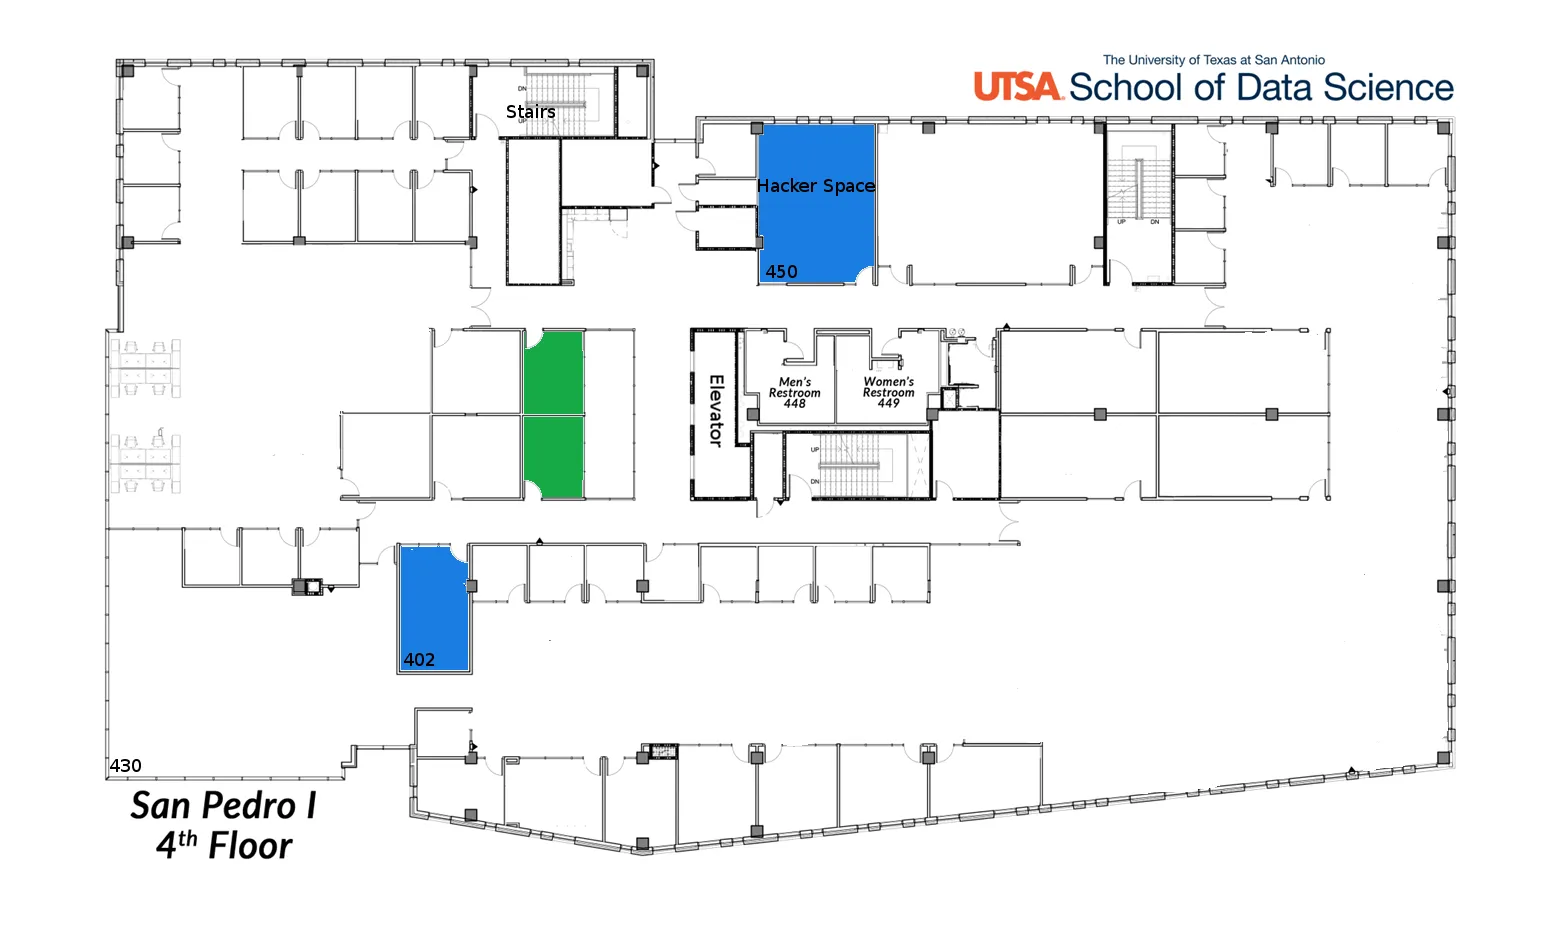 The University of Texas at San Antonio
UTSA. School of Data Science
DN
Stairs
UP
Hacker Space
450
UP DN
Elevator
Men's
Restroom
448
Women's
Restroom
449
UP
DN
402
430
San Pedro I
4th Floor